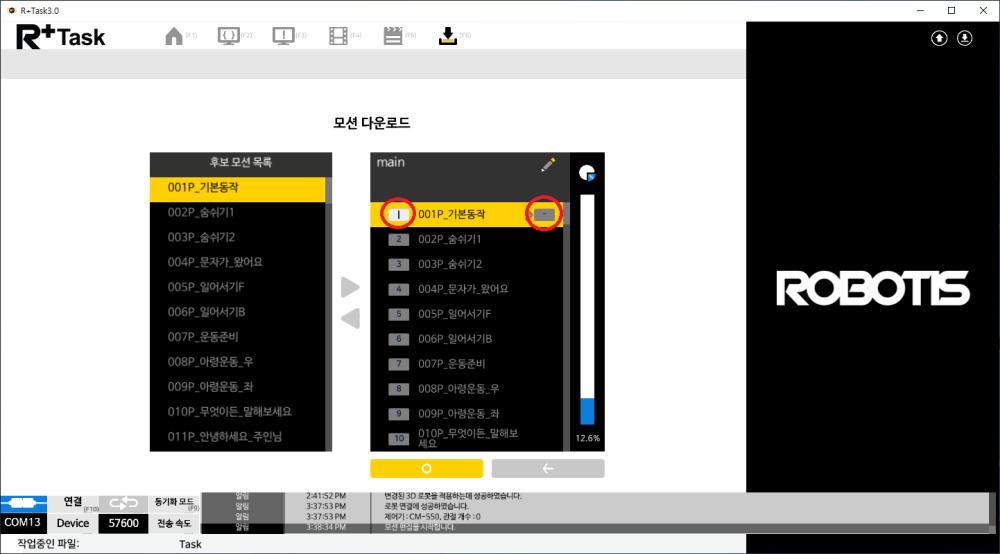 R+Task3.0
R+Task
(F1)
(F2)
(F3)
(F4)
(F5)
(F6)
모션 다운로드
후보 모션 목록
001P_기본동작
002P_숨쉬기1
003P_숨쉬기2
004P_문자가_왔어요
005P_일어서기F
006P_일어서기B
007P_운동준비
008P_아령운동_우
009P_아령운동_좌
010P_무엇이든_말해보세요
011P_안녕하세요_주인님
main
001P_기본동작 -
2 002P_숨쉬기1
3 003P_숨쉬기2
4 004P_문자가_왔어요
5 005P_일어서기F
6 006P_일어서기B
7 007P_운동준비
8 008P_아령운동_우
9 009P_아령운동_좌
10 010P_무엇이든_말해보
세요
12.6%
ROBOTIS
연결 (F10)
동기화 모드 (F9)
COM13 Device 57600 전송 속도
알림 2:41:52 PM 변경된 3D 로봇을 적용하는데 성공하였습니다.
알림 3:37:53 PM 로봇 연결에 성공하였습니다.
알림 3:37:53 PM 제어기 : CM-550, 관절 개수 : 0
알림 3:38:34 PM 모션 편집을 시작합니다.
작업중인 파일: Task